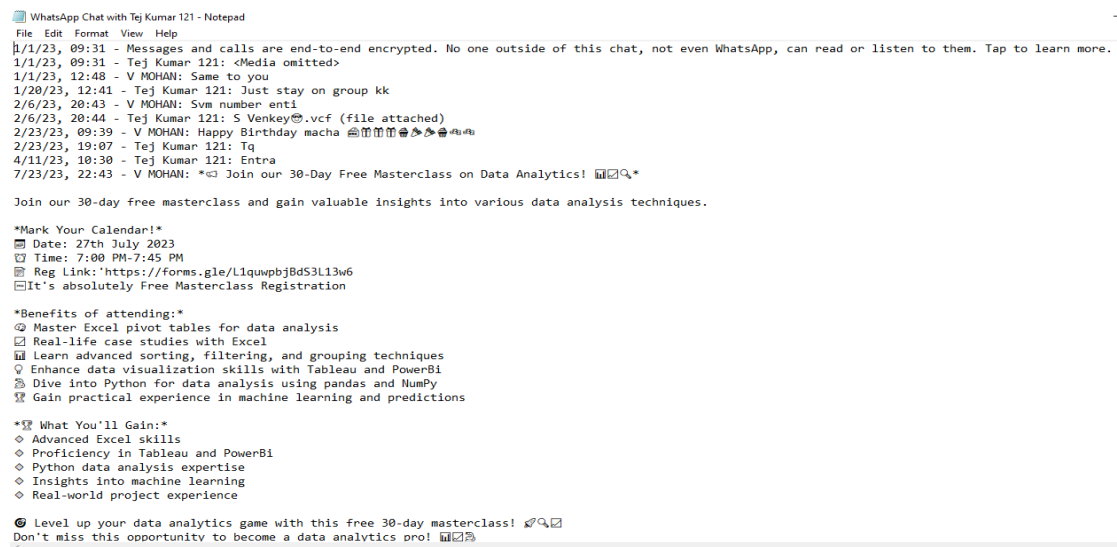 WhatsApp Chat with Tej Kumar 121 - Notepad
File Edit Format View Help
1/1/23, 09:31 - Messages and calls are end-to-end encrypted. No one outside of this chat, not even WhatsApp, can read or listen to them. Tap to learn more.
1/1/23, 09:31 - Tej Kumar 121: <Media omitted>
1/1/23, 12:48 - V MOHAN: Same to you
1/20/23, 12:41 - Tej Kumar 121: Just stay on group kk
2/6/23, 20:43 - V MOHAN: Svm number enti
2/6/23, 20:44 - Tej Kumar 121: S Venkey😎.vcf (file attached)
2/23/23, 09:39 - V MOHAN: Happy Birthday macha 🍰🎁🎁🎁🧁🎉🎉🧁🍬🍬
2/23/23, 19:07 - Tej Kumar 121: Tq
4/11/23, 10:30 - Tej Kumar 121: Entra
7/23/23, 22:43 - V MOHAN: *📢 Join our 30-Day Free Masterclass on Data Analytics! 📊📈🔍*
Join our 30-day free masterclass and gain valuable insights into various data analysis techniques.
*Mark Your Calendar!*
📅 Date: 27th July 2023
⏰ Time: 7:00 PM-7:45 PM
📝 Reg Link:'https://forms.gle/L1quwpbjBdS3L13w6
🆓It's absolutely Free Masterclass Registration
*Benefits of attending:*
🧠 Master Excel pivot tables for data analysis
📈 Real-life case studies with Excel
📊 Learn advanced sorting, filtering, and grouping techniques
💡 Enhance data visualization skills with Tableau and PowerBi
🐍 Dive into Python for data analysis using pandas and NumPy
🏆 Gain practical experience in machine learning and predictions
*🏆 What You'll Gain:*
🔹 Advanced Excel skills
🔹 Proficiency in Tableau and PowerBi
🔹 Python data analysis expertise
🔹 Insights into machine learning
🔹 Real-world project experience
🎯 Level up your data analytics game with this free 30-day masterclass! 🚀🔍📈
Don't miss this opportunity to become a data analytics pro! 📊📈🐍